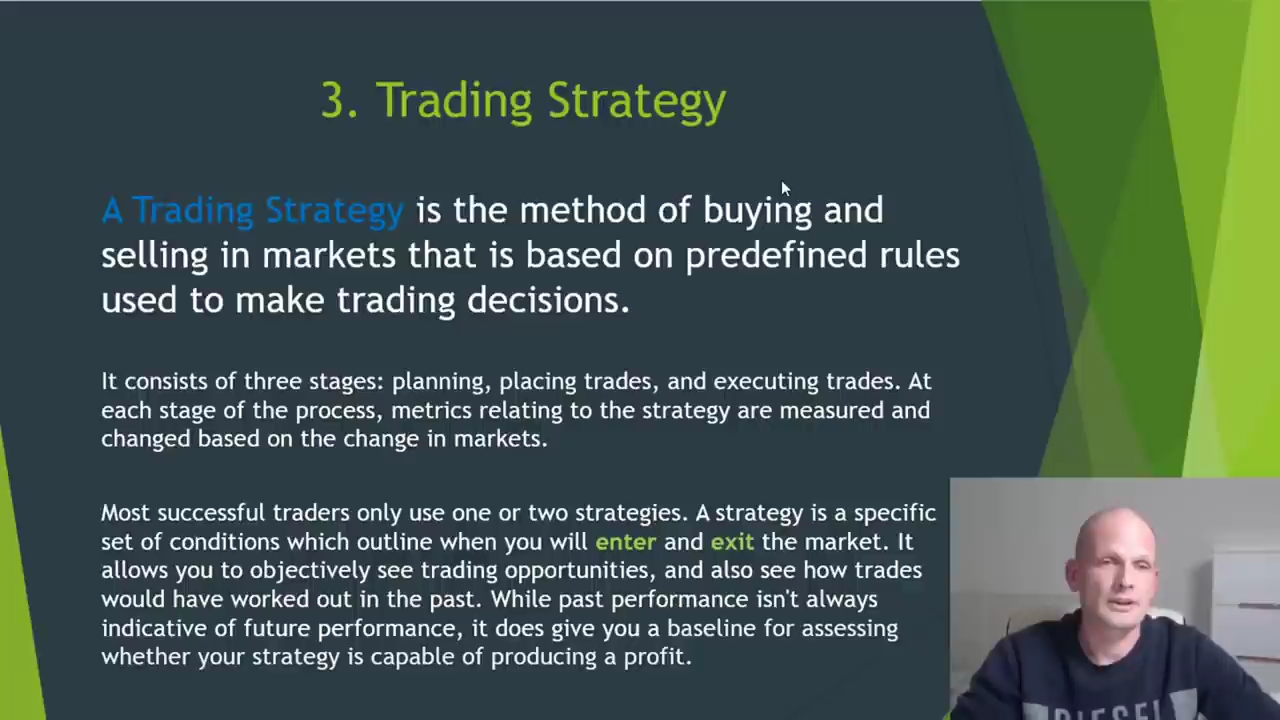 3. Trading Strategy
A Trading Strategy is the method of buying and
selling in markets that is based on predefined rules
used to make trading decisions.
It consists of three stages: planning, placing trades, and executing trades. At
each stage of the process, metrics relating to the strategy are measured and
changed based on the change in markets.
Most successful traders only use one or two strategies. A strategy is a specific
set of conditions which outline when you will enter and exit the market. It
allows you to objectively see trading opportunities, and also see how trades
would have worked out in the past. While past performance isn't always
indicative of future performance, it does give you a baseline for assessing
whether your strategy is capable of producing a profit.
DIESEL